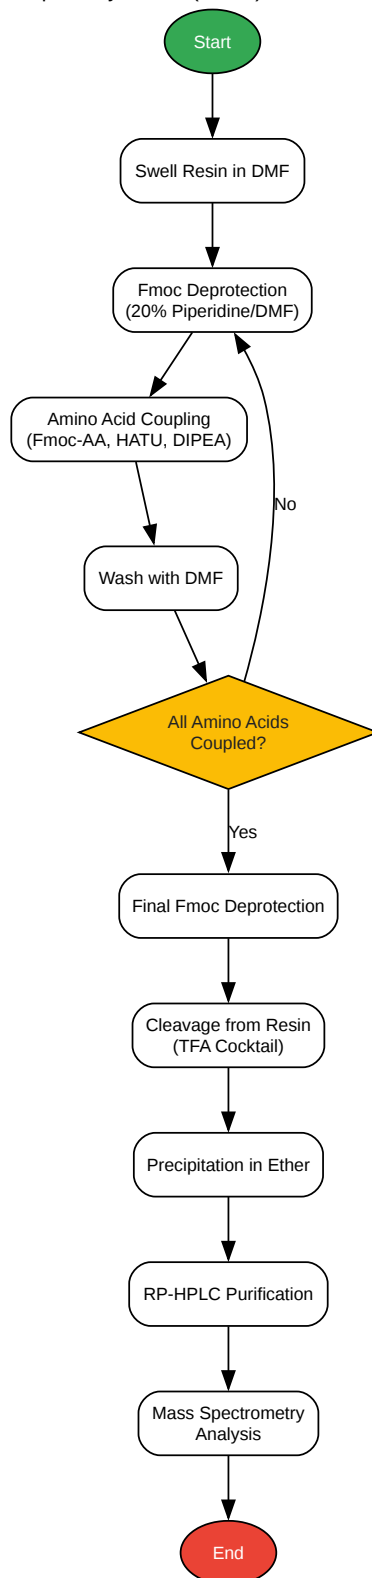 Start
Swell Resin in DMF
Fmoc Deprotection
(20% Piperidine/DMF)
Amino Acid Coupling
(Fmoc-AA, HATU, DIPEA)
No
Wash with DMF
All Amino Acids
Coupled?
Yes
Final Fmoc Deprotection
Cleavage from Resin
(TFA Cocktail)
Precipitation in Ether
RP-HPLC Purification
Mass Spectrometry
Analysis
End